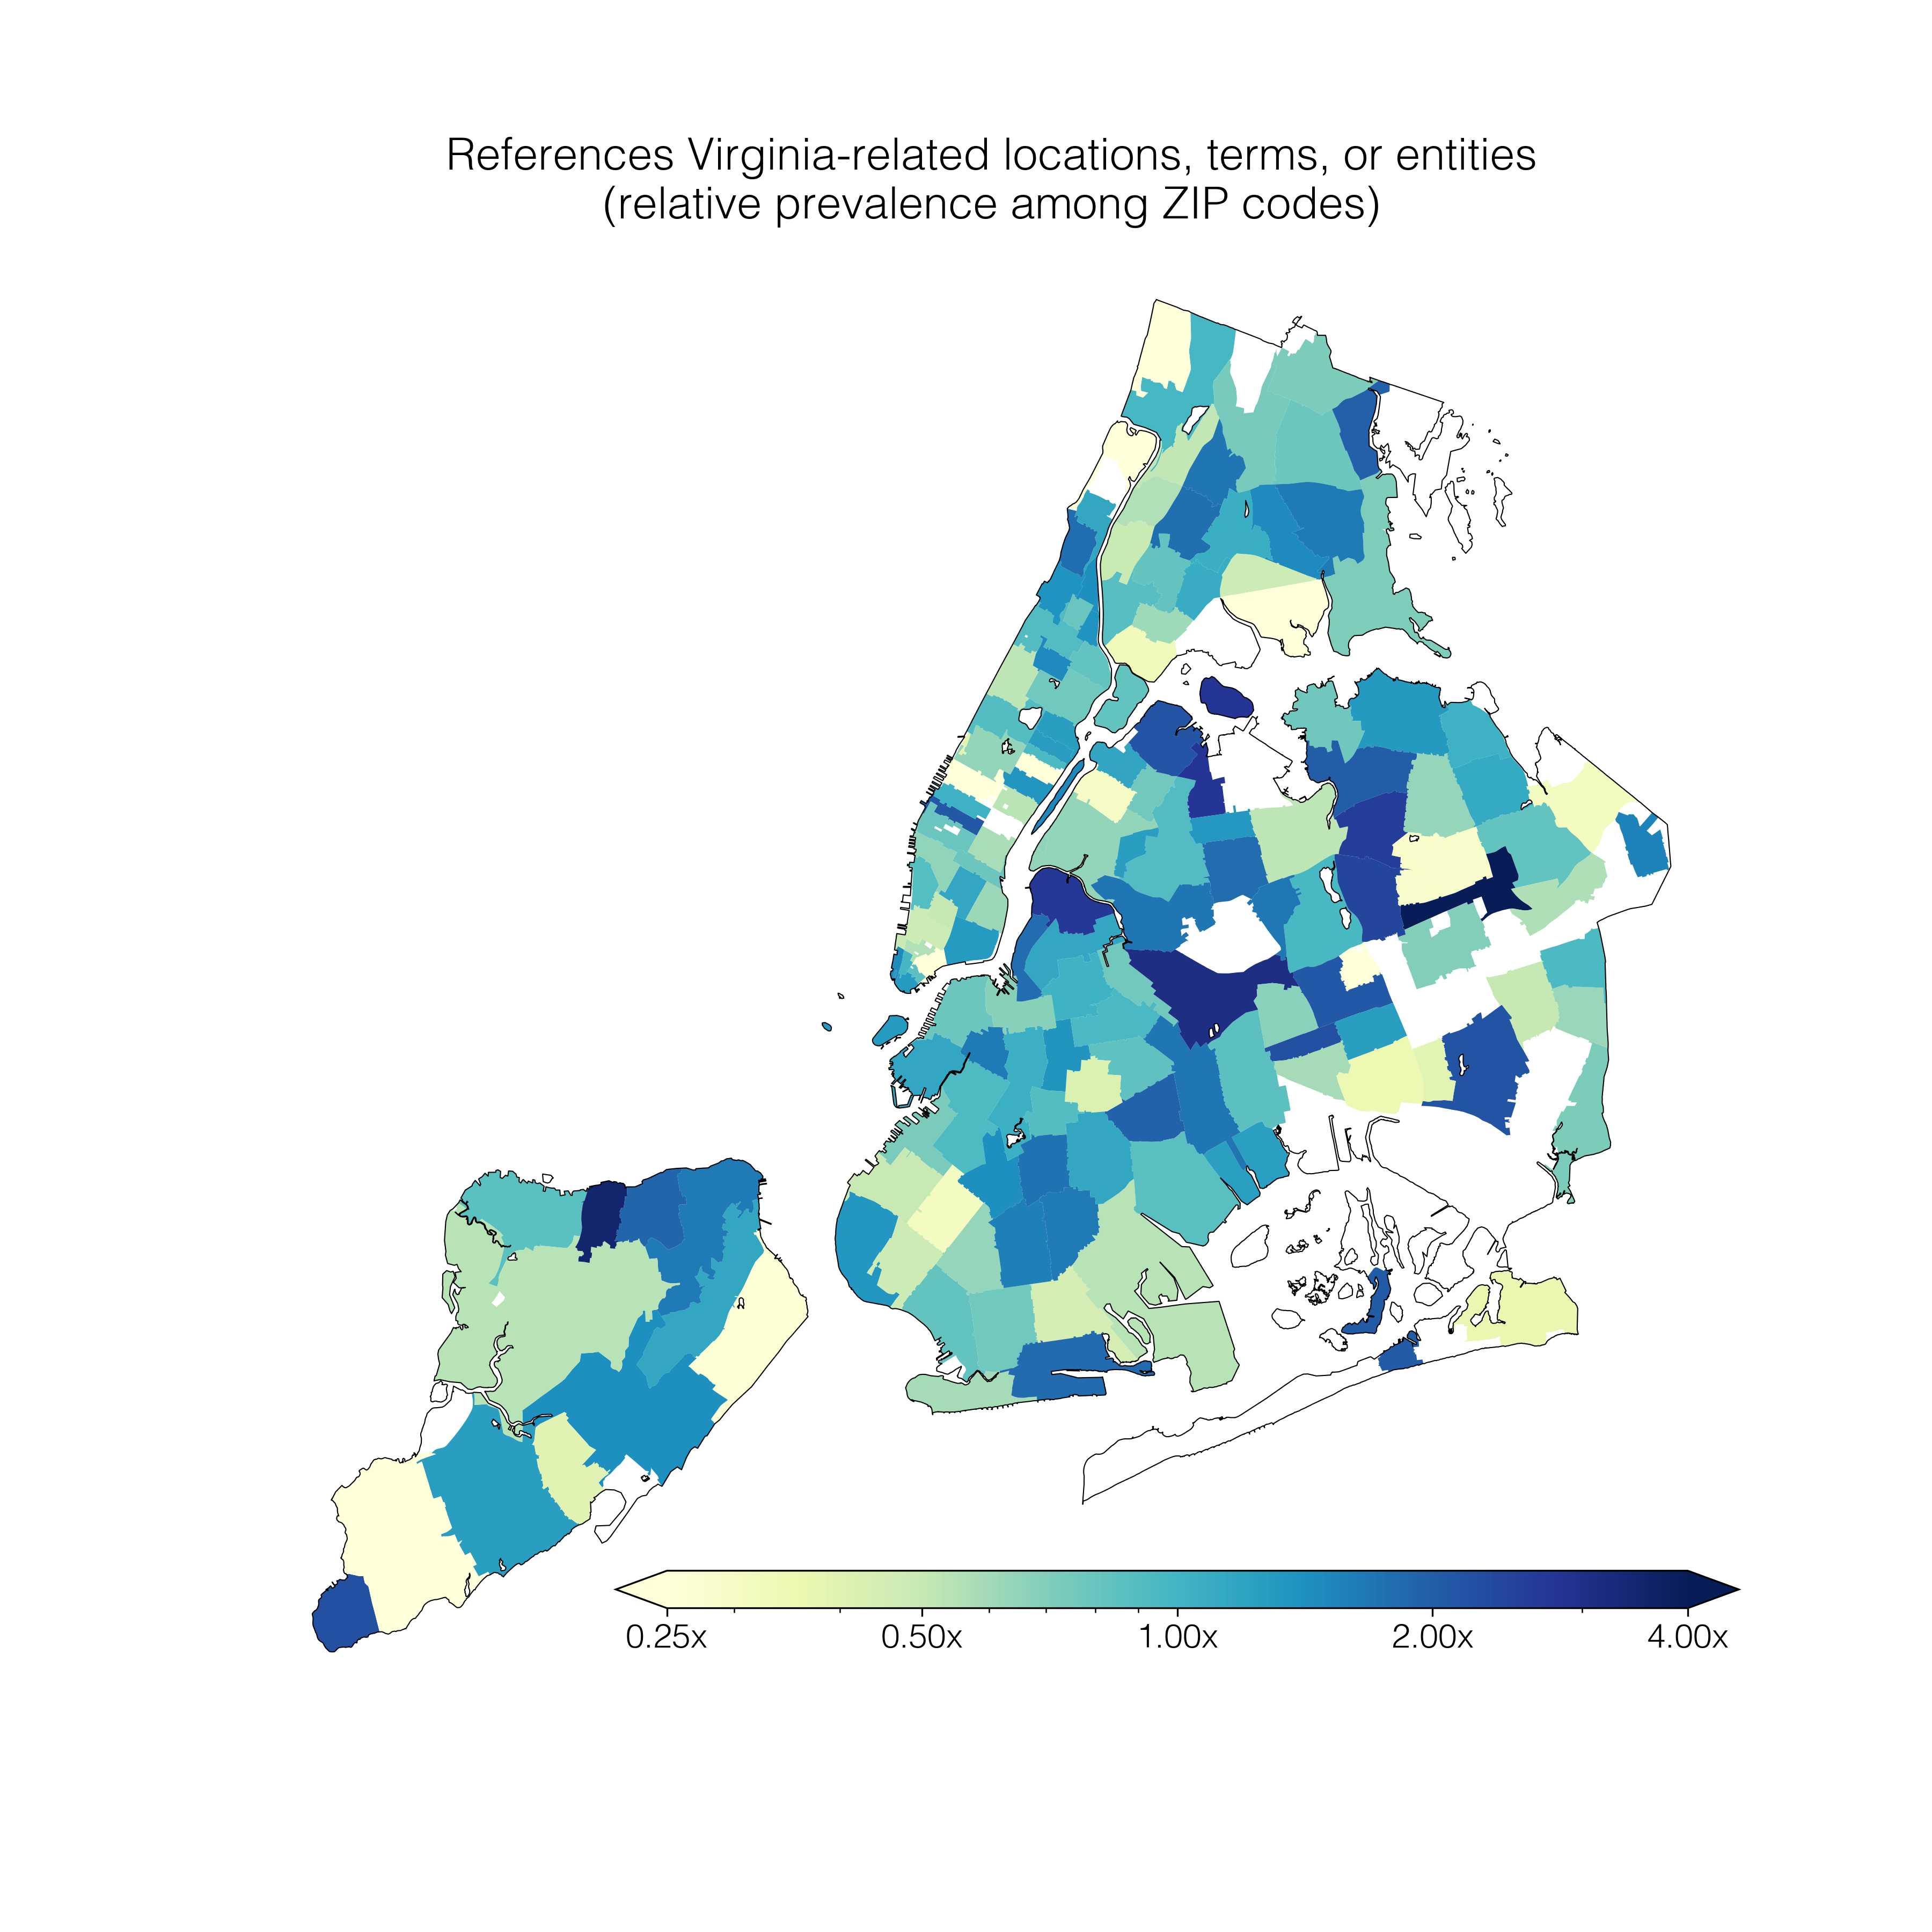 References Virginia-related locations, terms, or entities
(relative prevalence among ZIP codes)
0.25x 0.50x 1.00x 2.00x 4.00x